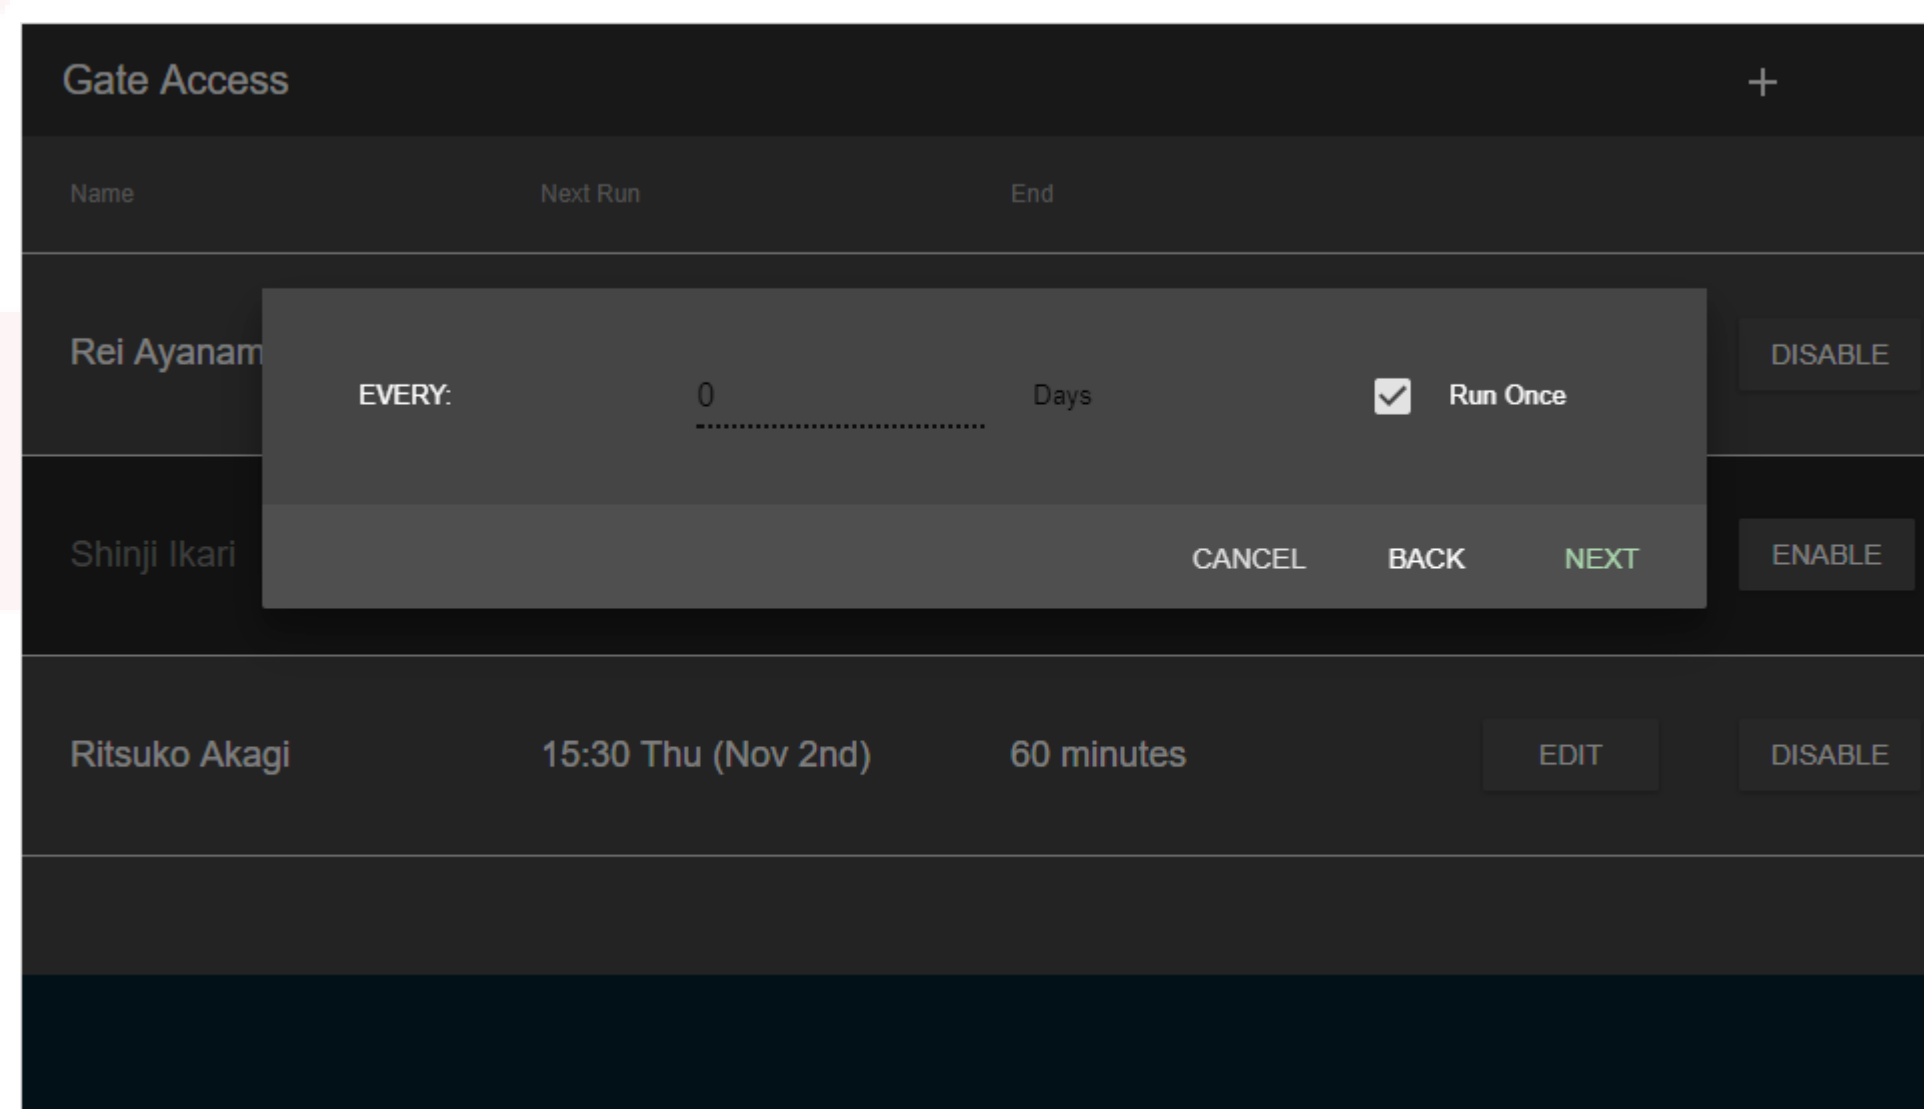 Gate Access +
Name Next Run End
Rei Ayanam DISABLE
EVERY: 0 Days Run Once
Shinji Ikari ENABLE
CANCEL BACK NEXT
Ritsuko Akagi 15:30 Thu (Nov 2nd) 60 minutes EDIT DISABLE